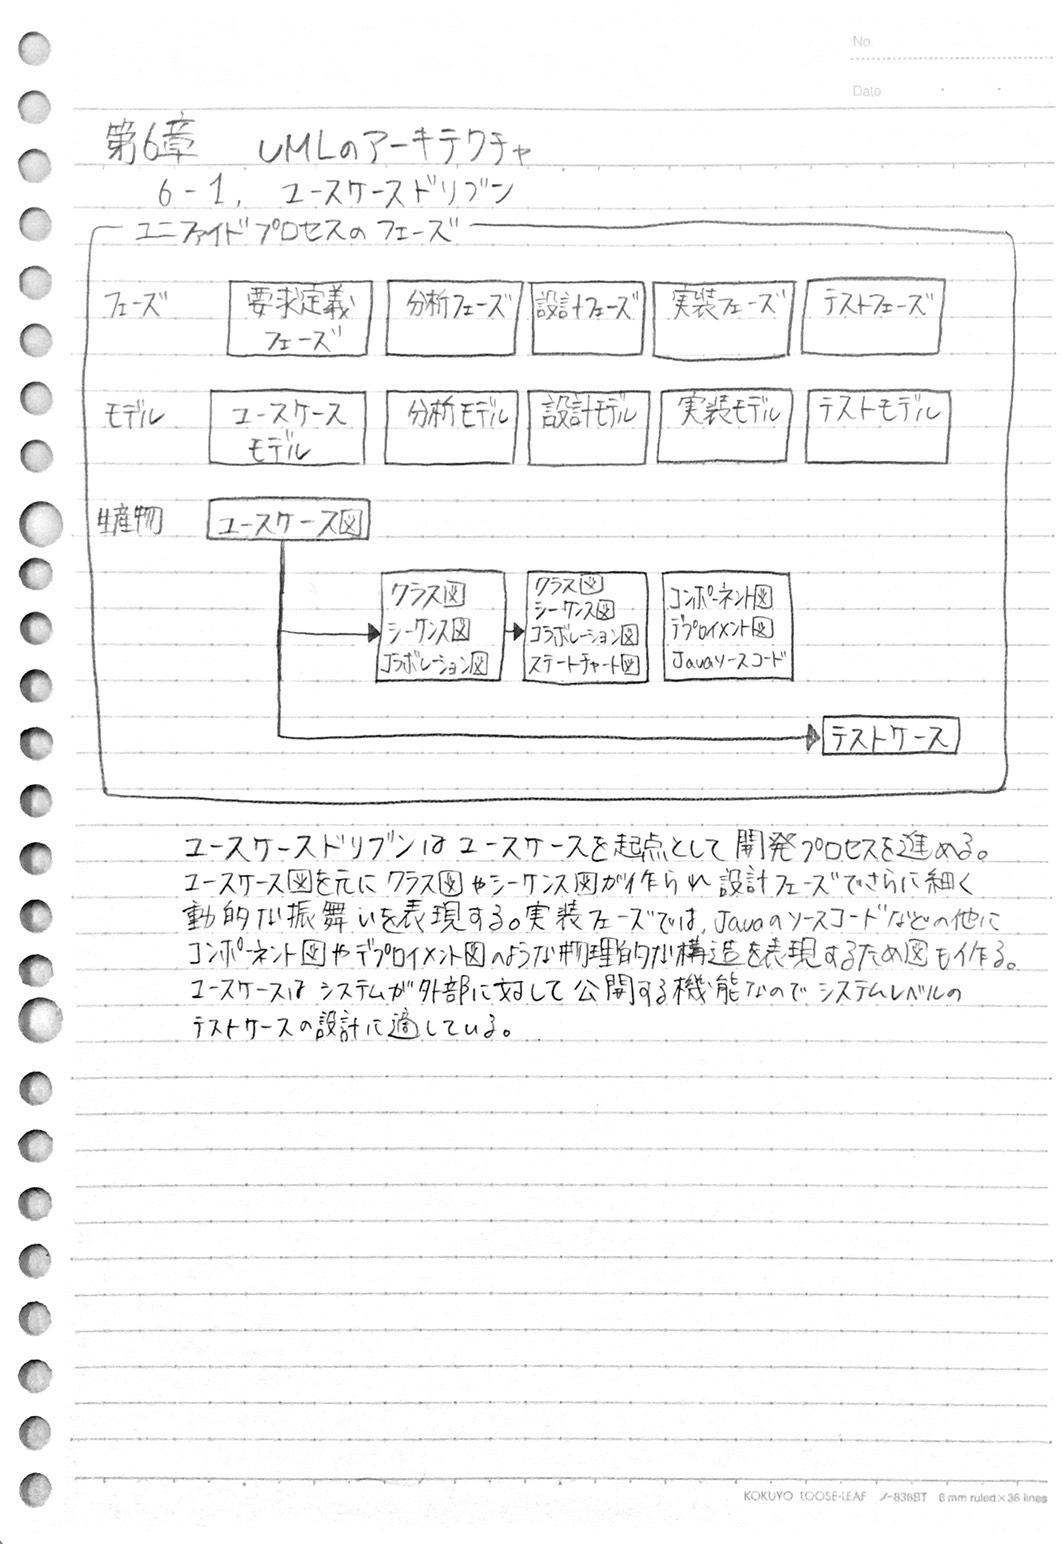 No.
Date
第6章 UMLのアーキテクチャ
6-1. ユースケースドリブン
ユニファイドプロセスのフェーズ
フェーズ 要求定義フェーズ 分析フェーズ 設計フェーズ 実装フェーズ テストフェーズ
モデル ユースケースモデル 分析モデル 設計モデル 実装モデル テストモデル
生産物 ユースケース図
クラス図
シーケンス図
コラボレーション図
クラス図
シーケンス図
コラボレーション図
ステートチャート図
コンポーネント図
デプロイメント図
Javaソースコード
テストケース
ユースケースドリブンはユースケースを起点として開発プロセスを進める。
ユースケース図を元にクラス図やシーケンス図が作られ設計フェーズでさらに細く
動的な振舞いを表現する。実装フェーズでは、Javaのソースコードなどの他に
コンポーネント図やデプロイメント図のような物理的な構造を表現するため図も作る。
ユースケースはシステムが外部に対して公開する機能なのでシステムレベルの
テストケースの設計に適している。
KOKUYO LOOSE-LEAF ノ-836BT 6 mm ruled×36 lines